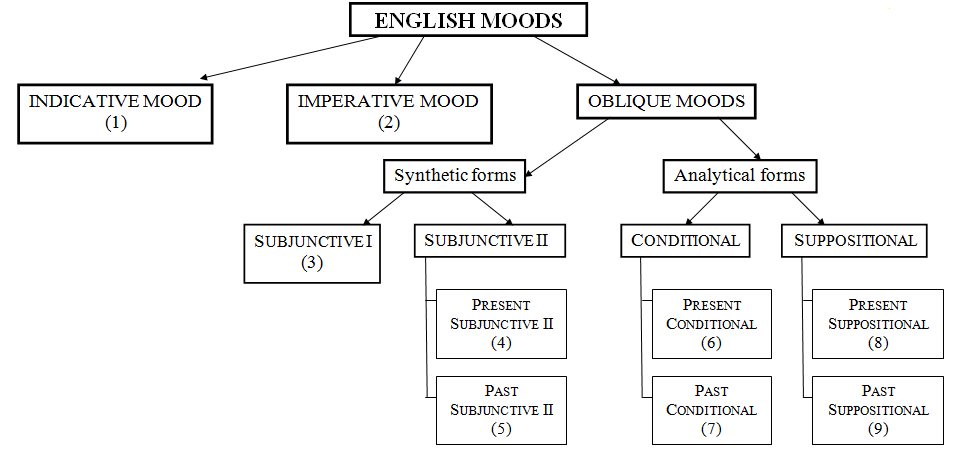 ENGLISH MOODS
INDICATIVE MOOD
(1)
IMPERATIVE MOOD
(2)
OBLIQUE MOODS
Synthetic forms
Analytical forms
SUBJUNCTIVE I
(3)
SUBJUNCTIVE II
CONDITIONAL
SUPPOSITIONAL
PRESENT
SUBJUNCTIVE II
(4)
PRESENT
CONDITIONAL
(6)
PRESENT
SUPPOSITIONAL
(8)
PAST
SUBJUNCTIVE II
(5)
PAST
CONDITIONAL
(7)
PAST
SUPPOSITIONAL
(9)